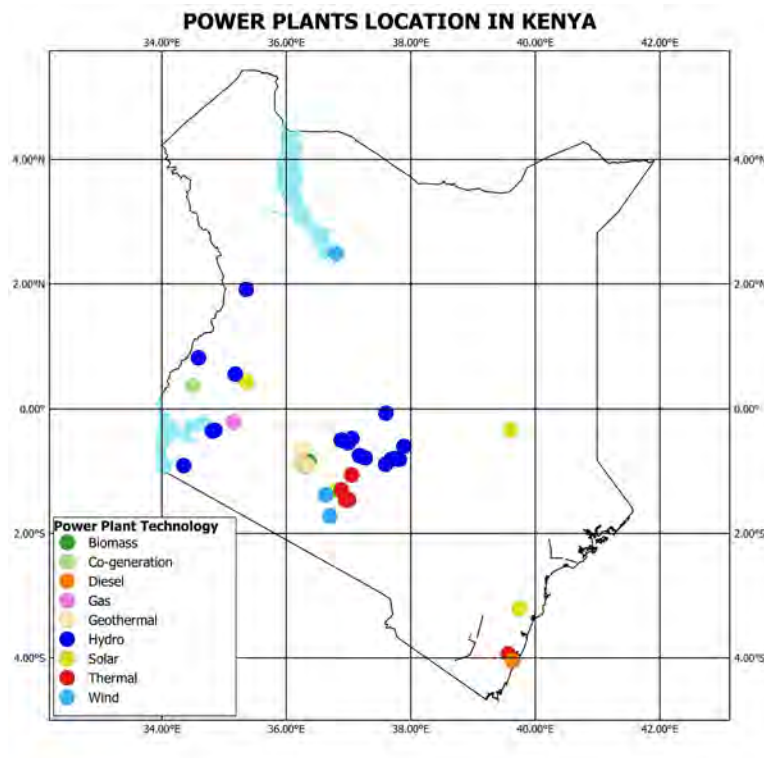 POWER PLANTS LOCATION IN KENYA
34.00°E 36.00°E 38.00°E 40.00°E 42.00°E
4.00°N 4.00°N
2.00°N 2.00°N
0.00° 0.00°
2.00°S 2.00°S
4.00°S 4.00°S
Power Plant Technology
Biomass
Co-generation
Diesel
Gas
Geothermal
Hydro
Solar
Thermal
Wind
34.00°E 36.00°E 38.00°E 40.00°E 42.00°E